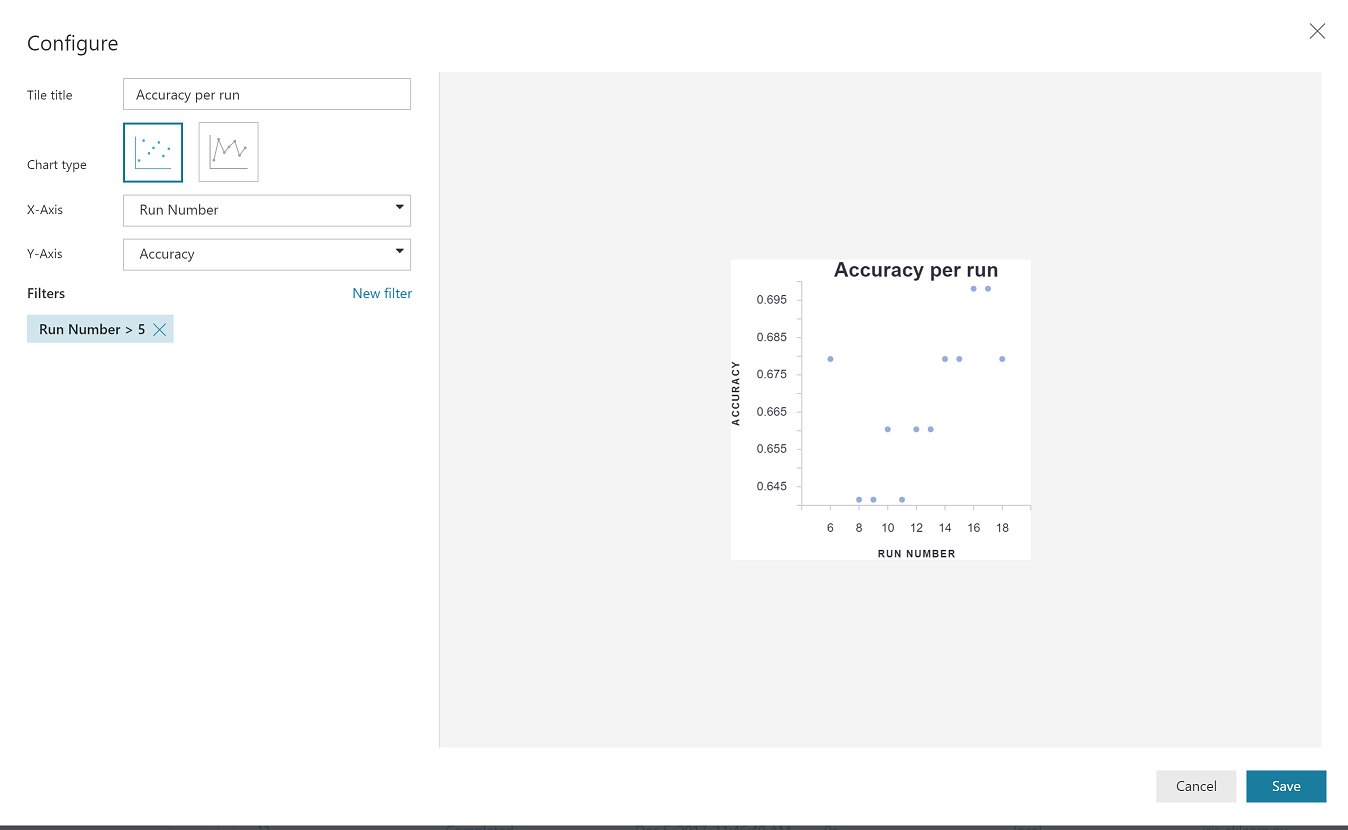 Configure
Tile title
Accuracy per run
Chart type
X-Axis
Run Number
Y-Axis
Accuracy
Filters
New filter
Run Number > 5
Accuracy per run
0.695
0.685
0.675
0.665
0.655
0.645
ACCURACY
6 8 10 12 14 16 18
RUN NUMBER
Cancel
Save